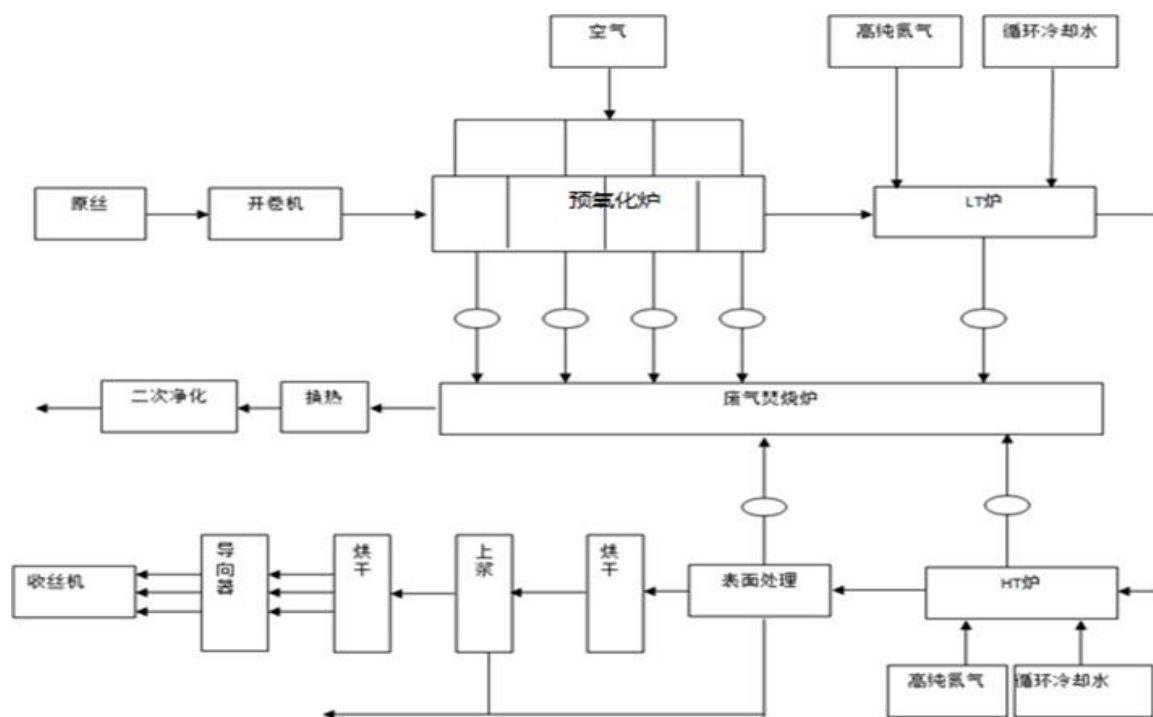 空气
高纯氮气
循环冷却水
原丝
开卷机
预氧化炉
LT炉
二次净化
换热
废气焚烧炉
收丝机
导向器
烘干
上浆
烘干
表面处理
HT炉
高纯氮气
循环冷却水